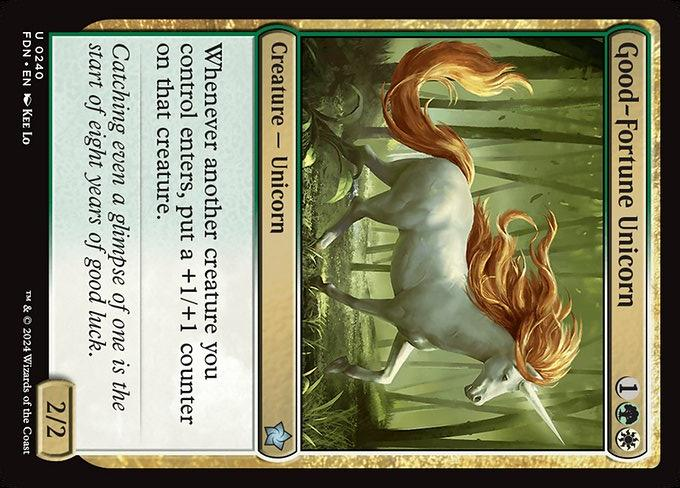 Good-Fortune Unicorn
1
Creature — Unicorn
Whenever another creature you
control enters, put a +1/+1 counter
on that creature.
Catching even a glimpse of one is the
start of eight years of good luck.
2/2
U 0240
FDN • EN Kee Lo
™ & © 2024 Wizards of the Coast